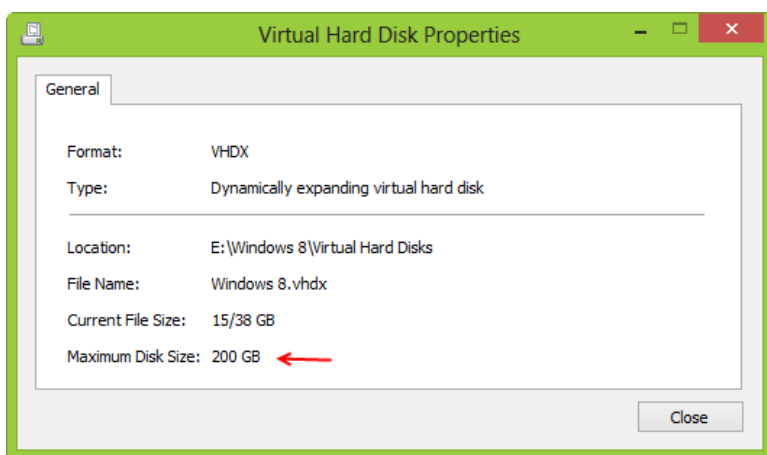 Virtual Hard Disk Properties
General
Format: VHDX
Type: Dynamically expanding virtual hard disk
Location: E:\Windows 8\Virtual Hard Disks
File Name: Windows 8.vhdx
Current File Size: 15/38 GB
Maximum Disk Size: 200 GB
Close